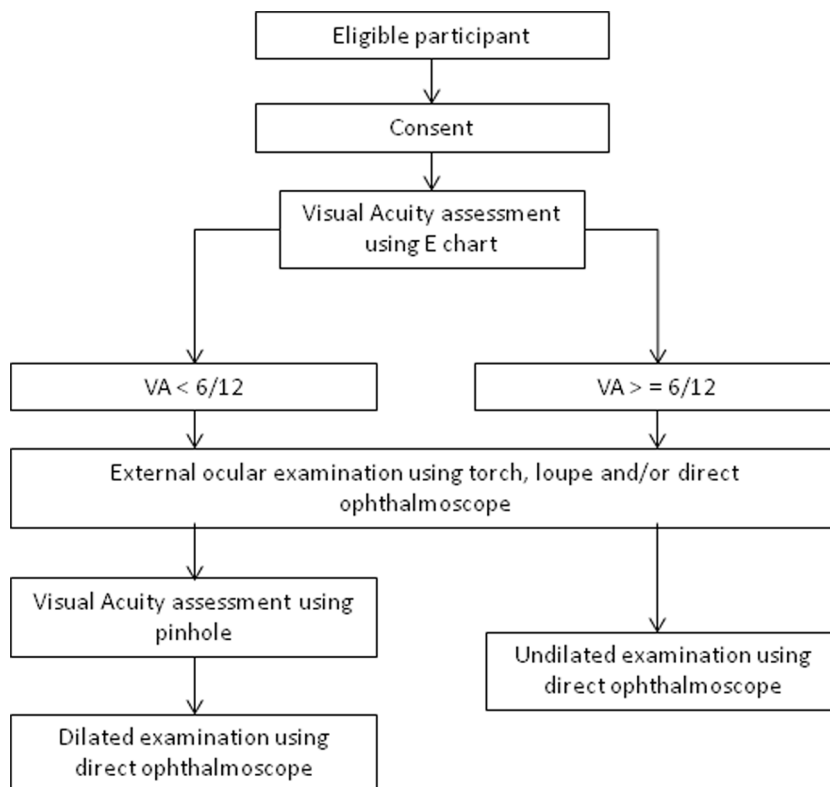 Eligible participant
Consent
Visual Acuity assessment
using E chart
VA < 6/12
VA > = 6/12
External ocular examination using torch, loupe and/or direct
ophthalmoscope
Visual Acuity assessment using
pinhole
Undilated examination using
direct ophthalmoscope
Dilated examination using
direct ophthalmoscope